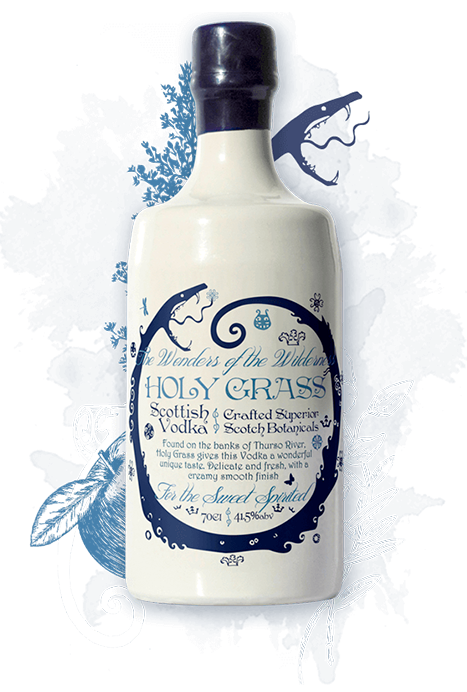 The Wonders of the Wilderness
HOLY GRASS
Scottish Vodka
Crafted Superior Scotch Botanicals
Found on the banks of Thurso River,
Holy Grass gives this Vodka a wonderful
unique taste. Delicate and fresh, with a
creamy smooth finish
For the Sweet Spirited
70Cl 41.5%abv